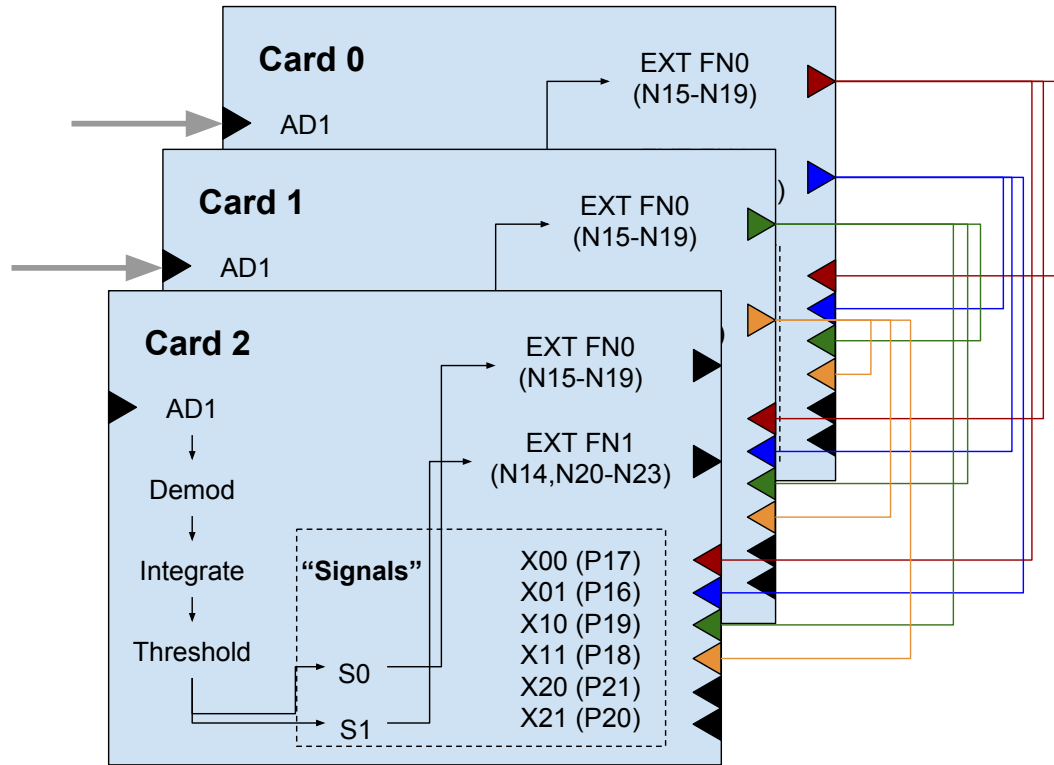 Card 0
EXT FN0
(N15-N19)
AD1
)
Card 1
EXT FN0
(N15-N19)
AD1
)
Card 2
EXT FN0
(N15-N19)
AD1
EXT FN1
(N14,N20-N23)
Demod
Integrate
Threshold
“Signals”
X00 (P17)
X01 (P16)
X10 (P19)
X11 (P18)
X20 (P21)
X21 (P20)
S0
S1